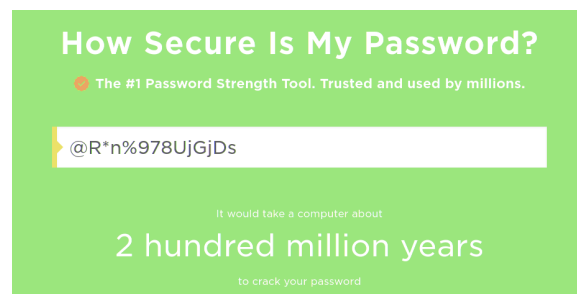 How Secure Is My Password?
The #1 Password Strength Tool. Trusted and used by millions.
@R*n%978UjGjDs
It would take a computer about
2 hundred million years
to crack your password